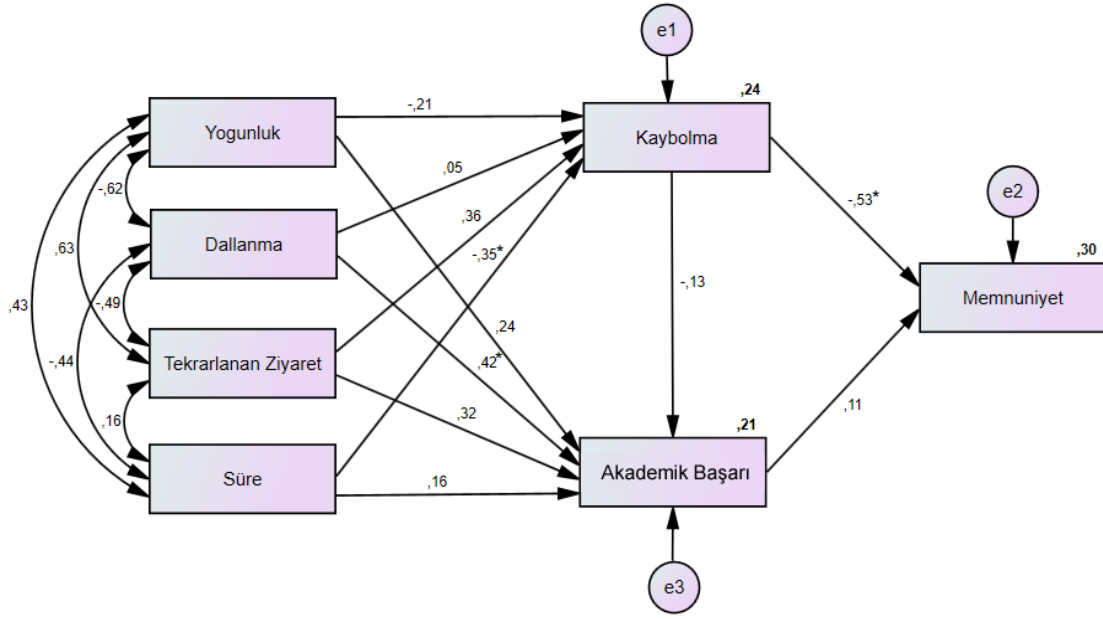 e1
,24
Yogunluk
-,21
Kaybolma
e2
-,62
,05
-,53*
,36
,30
Dallanma
-,35*
,63
Memnuniyet
-,49
-,13
,43
,24
-,44
Tekrarlanan Ziyaret
,42*
,32
,11
,16
,21
Süre
,16
Akademik Başarı
e3